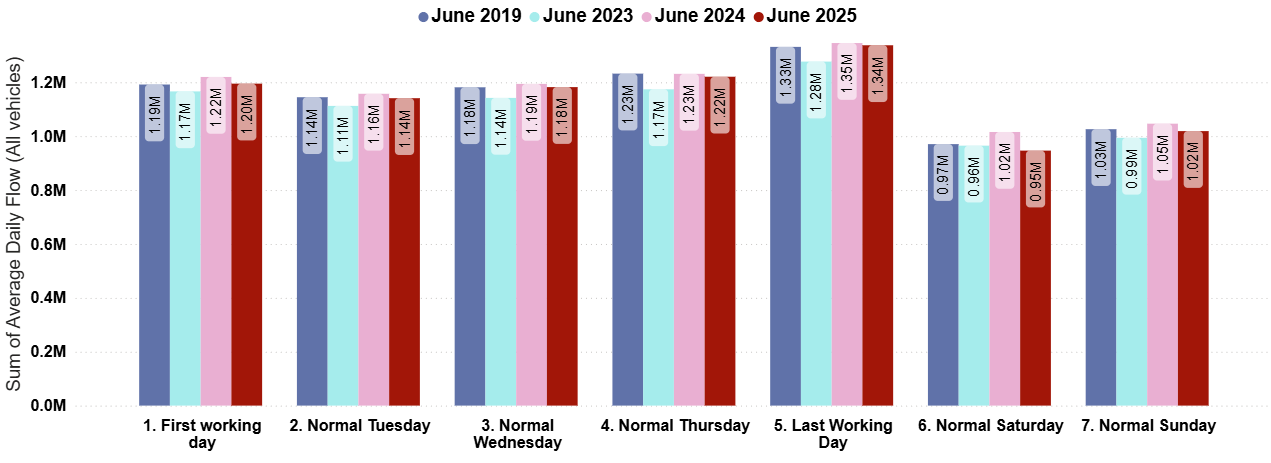 June 2019 June 2023 June 2024 June 2025
Sum of Average Daily Flow (All vehicles)
1.2M
1.0M
0.8M
0.6M
0.4M
0.2M
0.0M
1.19M
1.17M
1.22M
1.20M
1.14M
1.11M
1.16M
1.14M
1.18M
1.14M
1.19M
1.18M
1.23M
1.17M
1.23M
1.22M
1.33M
1.28M
1.35M
1.34M
0.97M
0.96M
1.02M
0.95M
1.03M
0.99M
1.05M
1.02M
1. First working
day
2. Normal Tuesday
3. Normal
Wednesday
4. Normal Thursday
5. Last Working
Day
6. Normal Saturday
7. Normal Sunday